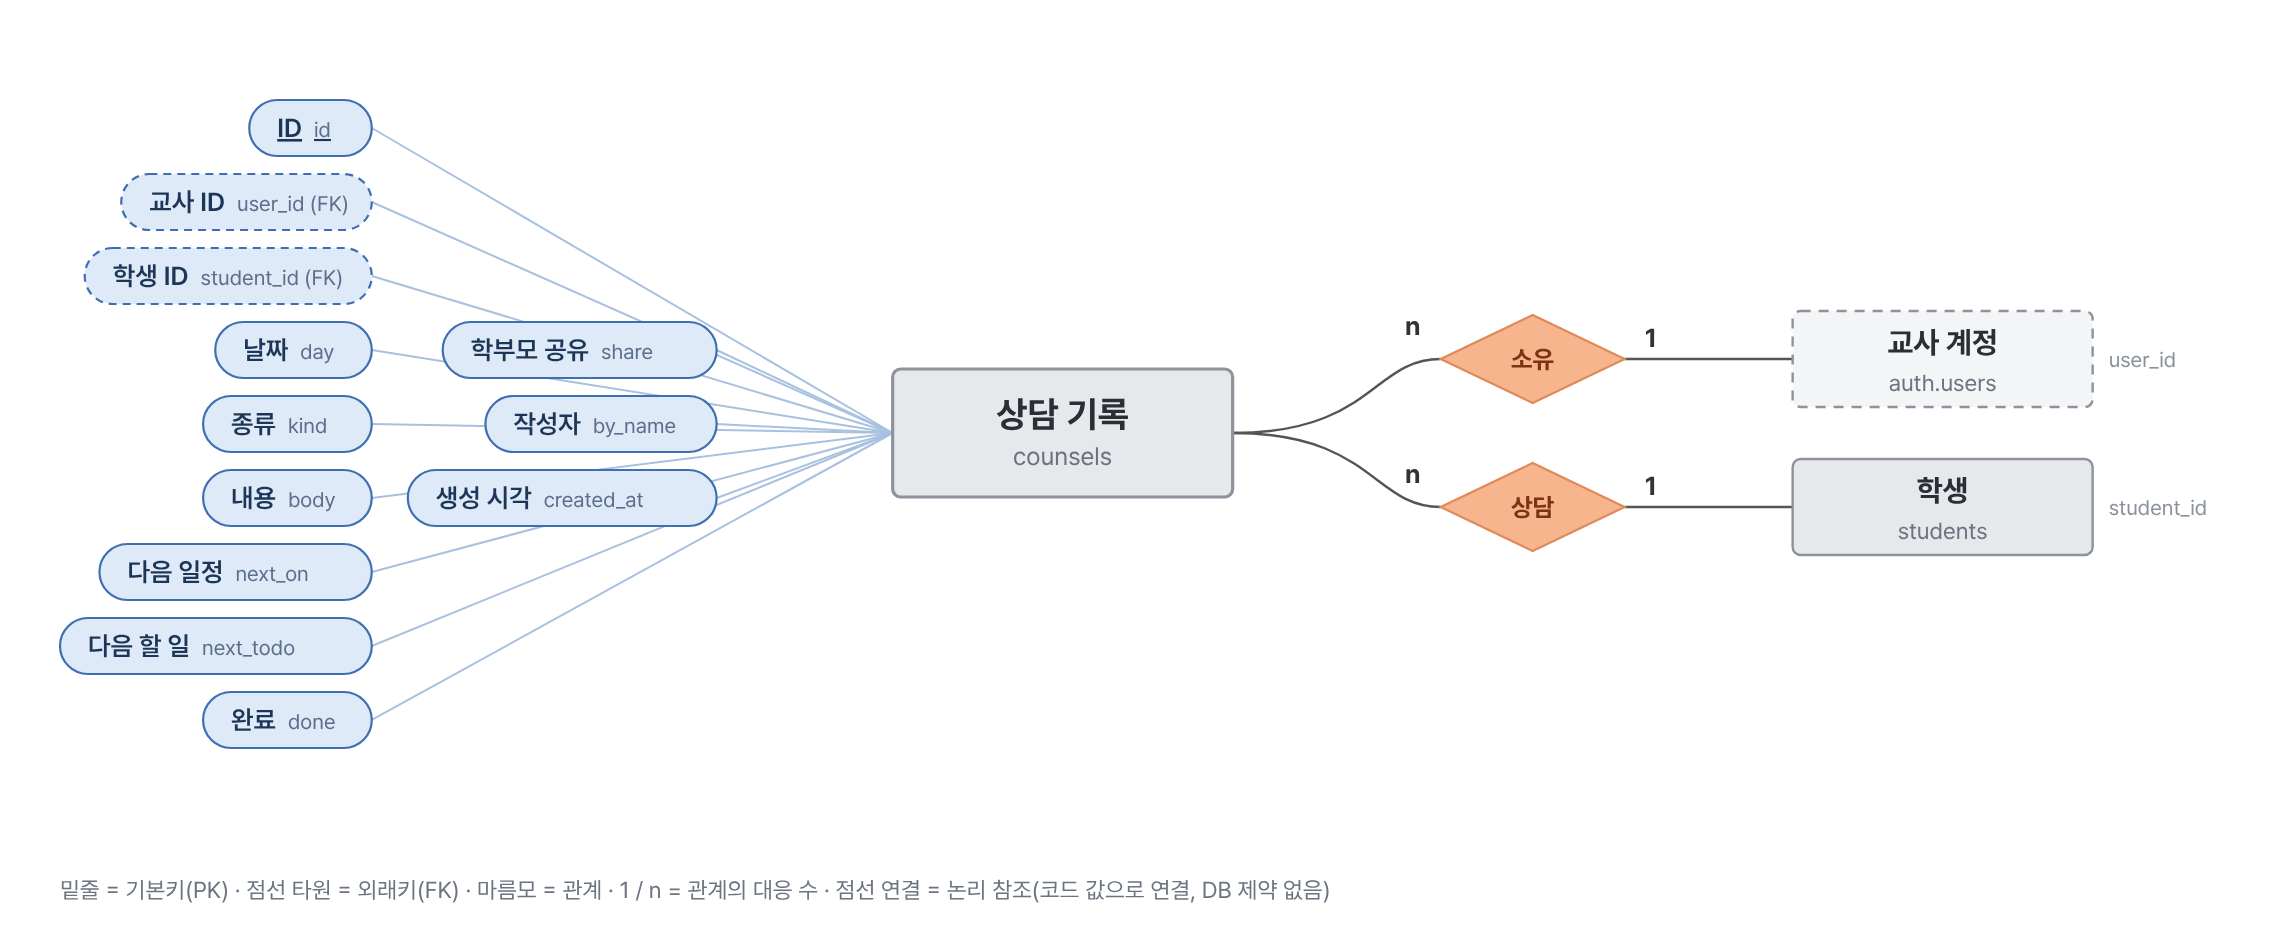 ID id
교사 ID user_id (FK)
학생 ID student_id (FK)
날짜 day
종류 kind
내용 body
다음 일정 next_on
다음 할 일 next_todo
완료 done
학부모 공유 share
작성자 by_name
생성 시각 created_at
상담 기록
counsels
n
소유
1
교사 계정
auth.users
user_id
n
상담
1
학생
students
student_id
밑줄 = 기본키(PK) · 점선 타원 = 외래키(FK) · 마름모 = 관계 · 1 / n = 관계의 대응 수 · 점선 연결 = 논리 참조(코드 값으로 연결, DB 제약 없음)